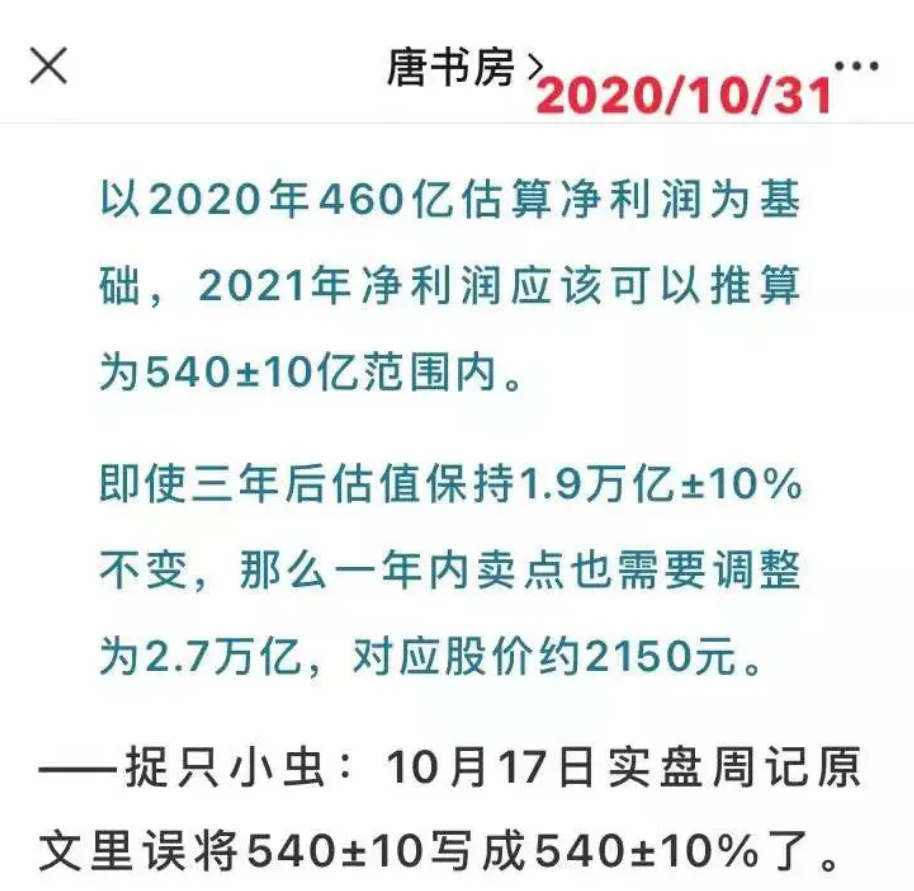 唐书房
2020/10/31
以2020年460亿估算净利润为基
础，2021年净利润应该可以推算
为540±10亿范围内。
即使三年后估值保持1.9万亿±10%
不变，那么一年内卖点也需要调整
为2.7万亿，对应股价约2150元。
——捉只小虫：10月17日实盘周记原
文里误将540±10写成540±10%了。